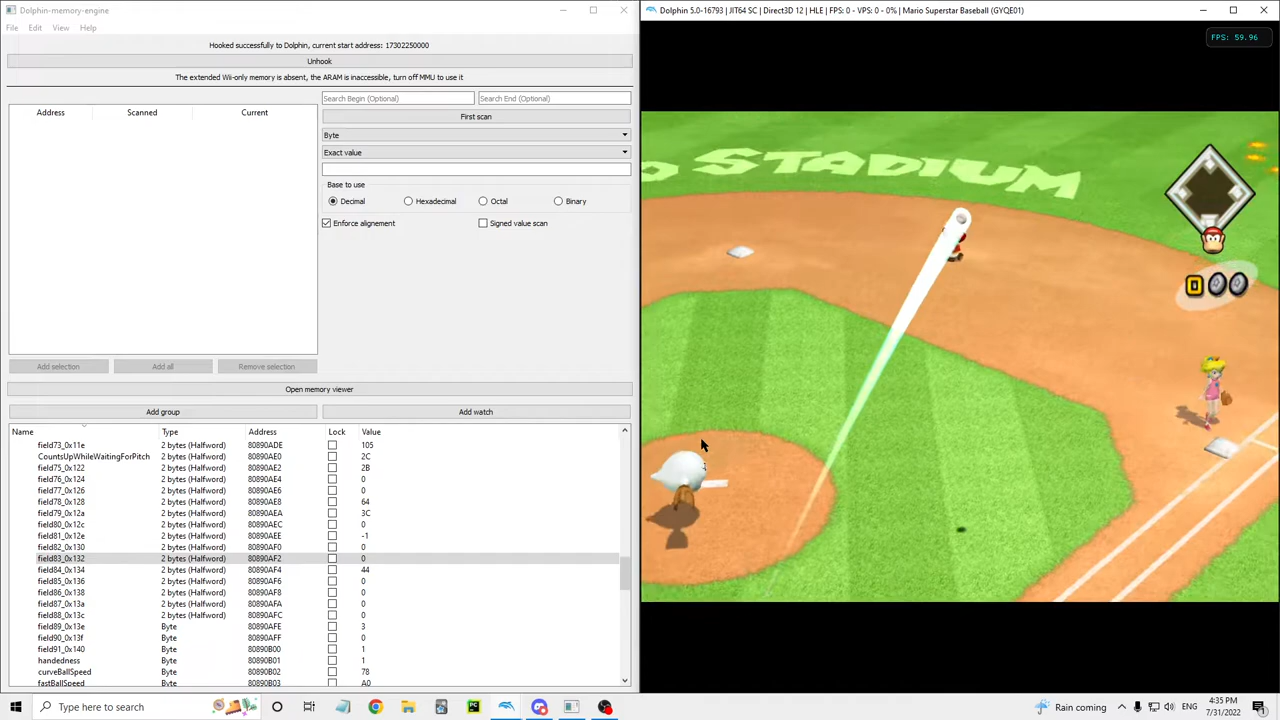 Dolphin-memory-engine
File Edit View Help
Hooked successfully to Dolphin, current start address: 17302250000
Unhook
The extended Wii-only memory is absent, the ARAM is inaccessible, turn off MMU to use it
Address Scanned Current
Search Begin (Optional) Search End (Optional)
First scan
Byte
Exact value
Base to use
Decimal Hexadecimal Octal Binary
Enforce alignment Signed value scan
Add selection Add all Remove selection
Open memory viewer
Add group Add watch
Name Type Address Lock Value
field73_0x11e 2 bytes (Halfword) 80890ADE 105
CountsUpWhileWaitingForPitch 2 bytes (Halfword) 80890AE0 2C
field75_0x122 2 bytes (Halfword) 80890AE2 2B
field76_0x124 2 bytes (Halfword) 80890AE4 0
field77_0x126 2 bytes (Halfword) 80890AE6 0
field78_0x128 2 bytes (Halfword) 80890AE8 64
field79_0x12a 2 bytes (Halfword) 80890AEA 3C
field80_0x12c 2 bytes (Halfword) 80890AEC 0
field81_0x12e 2 bytes (Halfword) 80890AEE -1
field82_0x130 2 bytes (Halfword) 80890AF0 0
field83_0x132 2 bytes (Halfword) 80890AF2 0
field84_0x134 2 bytes (Halfword) 80890AF4 44
field85_0x136 2 bytes (Halfword) 80890AF6 0
field86_0x138 2 bytes (Halfword) 80890AF8 0
field87_0x13a 2 bytes (Halfword) 80890AFA 0
field88_0x13c 2 bytes (Halfword) 80890AFC 0
field89_0x13e Byte 80890AFE 3
field90_0x13f Byte 80890AFF 0
field91_0x140 Byte 80890B00 1
handedness Byte 80890B01 1
curveBallSpeed Byte 80890B02 78
fastBallSpeed Byte 80890B03 A0
Dolphin 5.0-16793 | JIT64 SC | Direct3D 12 | HLE | FPS: 0 - VPS: 0 - 0% | Mario Superstar Baseball (GYQE01)
FPS: 59.96
O STADIUM
Type here to search
Rain coming
4:35 PM
7/31/2022